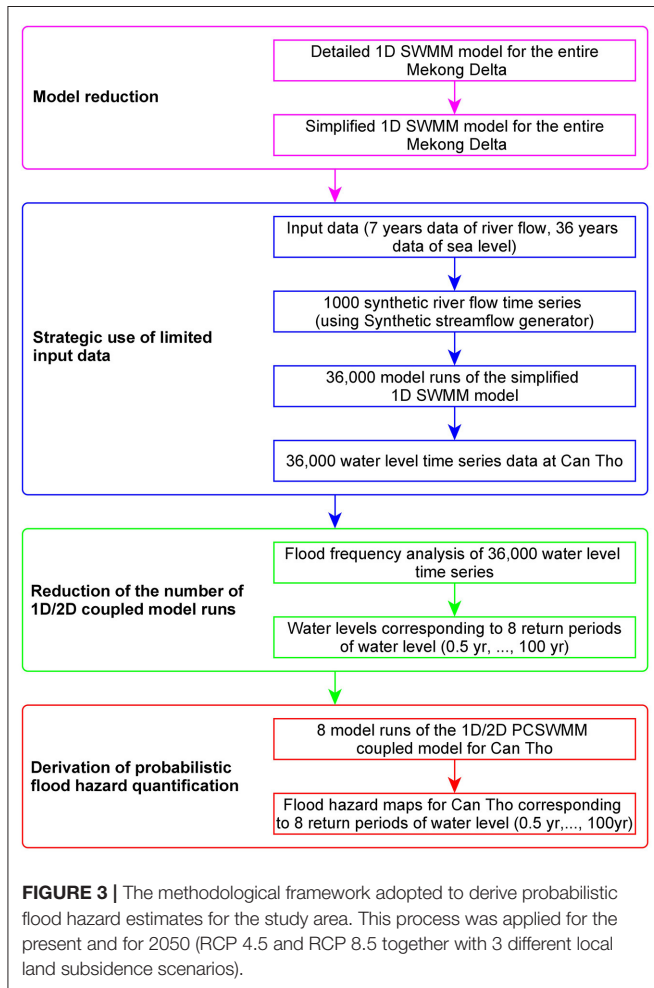 Model reduction
Detailed 1D SWMM model for the entire
Mekong Delta
Simplified 1D SWMM model for the entire
Mekong Delta
Strategic use of limited
input data
Input data (7 years data of river flow, 36 years
data of sea level)
1000 synthetic river flow time series
(using Synthetic streamflow generator)
36,000 model runs of the simplified
1D SWMM model
36,000 water level time series data at Can Tho
Reduction of the number of
1D/2D coupled model runs
Flood frequency analysis of 36,000 water level
time series
Water levels corresponding to 8 return periods
of water level (0.5 yr, ..., 100 yr)
Derivation of probabilistic
flood hazard quantification
8 model runs of the 1D/2D PCSWMM
coupled model for Can Tho
Flood hazard maps for Can Tho corresponding
to 8 return periods of water level (0.5 yr,..., 100yr)
FIGURE 3 | The methodological framework adopted to derive probabilistic
flood hazard estimates for the study area. This process was applied for the
present and for 2050 (RCP 4.5 and RCP 8.5 together with 3 different local
land subsidence scenarios).